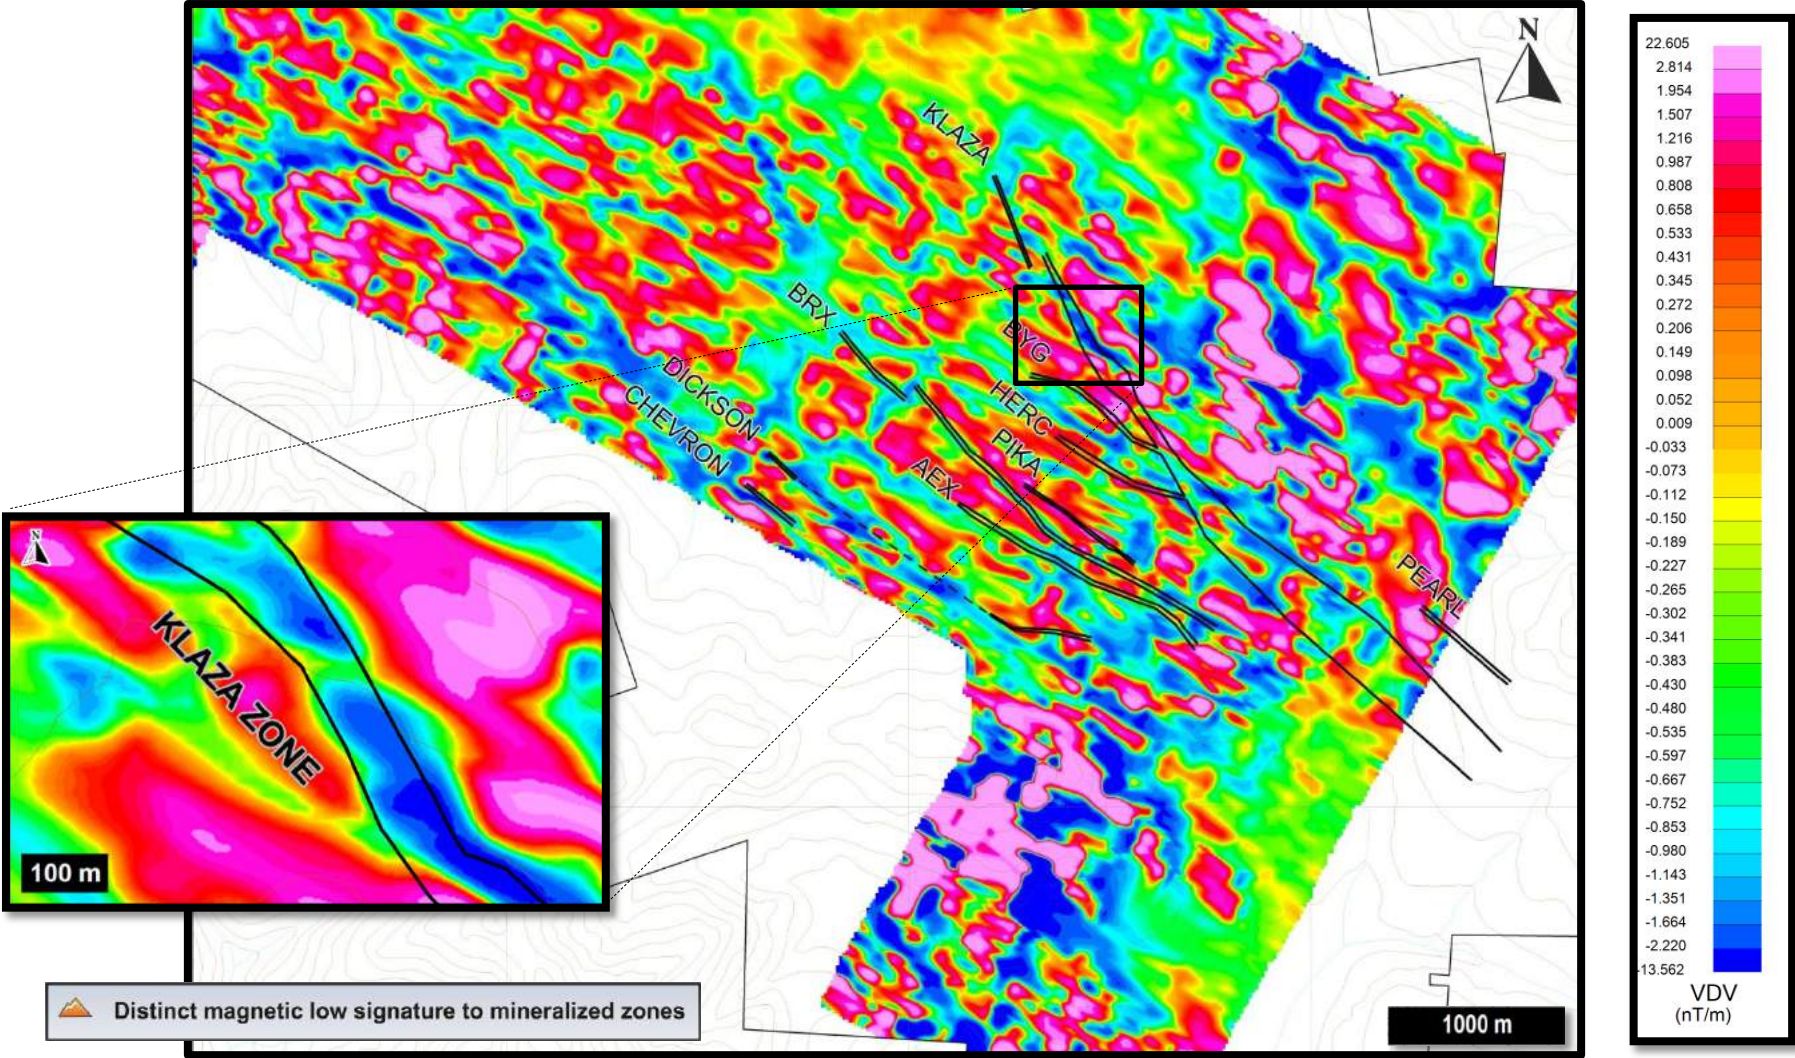 N
KLAZA
BRX
BYG
DICKSON
HERC
CHEVRON
PIKA
AEX
PEARL
N
KLAZA ZONE
100 m
Distinct magnetic low signature to mineralized zones
1000 m
22.605
2.814
1.954
1.507
1.216
0.987
0.808
0.658
0.533
0.431
0.345
0.272
0.206
0.149
0.098
0.052
0.009
-0.033
-0.073
-0.112
-0.150
-0.189
-0.227
-0.265
-0.302
-0.341
-0.383
-0.430
-0.480
-0.535
-0.597
-0.667
-0.752
-0.853
-0.980
-1.143
-1.351
-1.664
-2.220
-13.562
VDV
(nT/m)